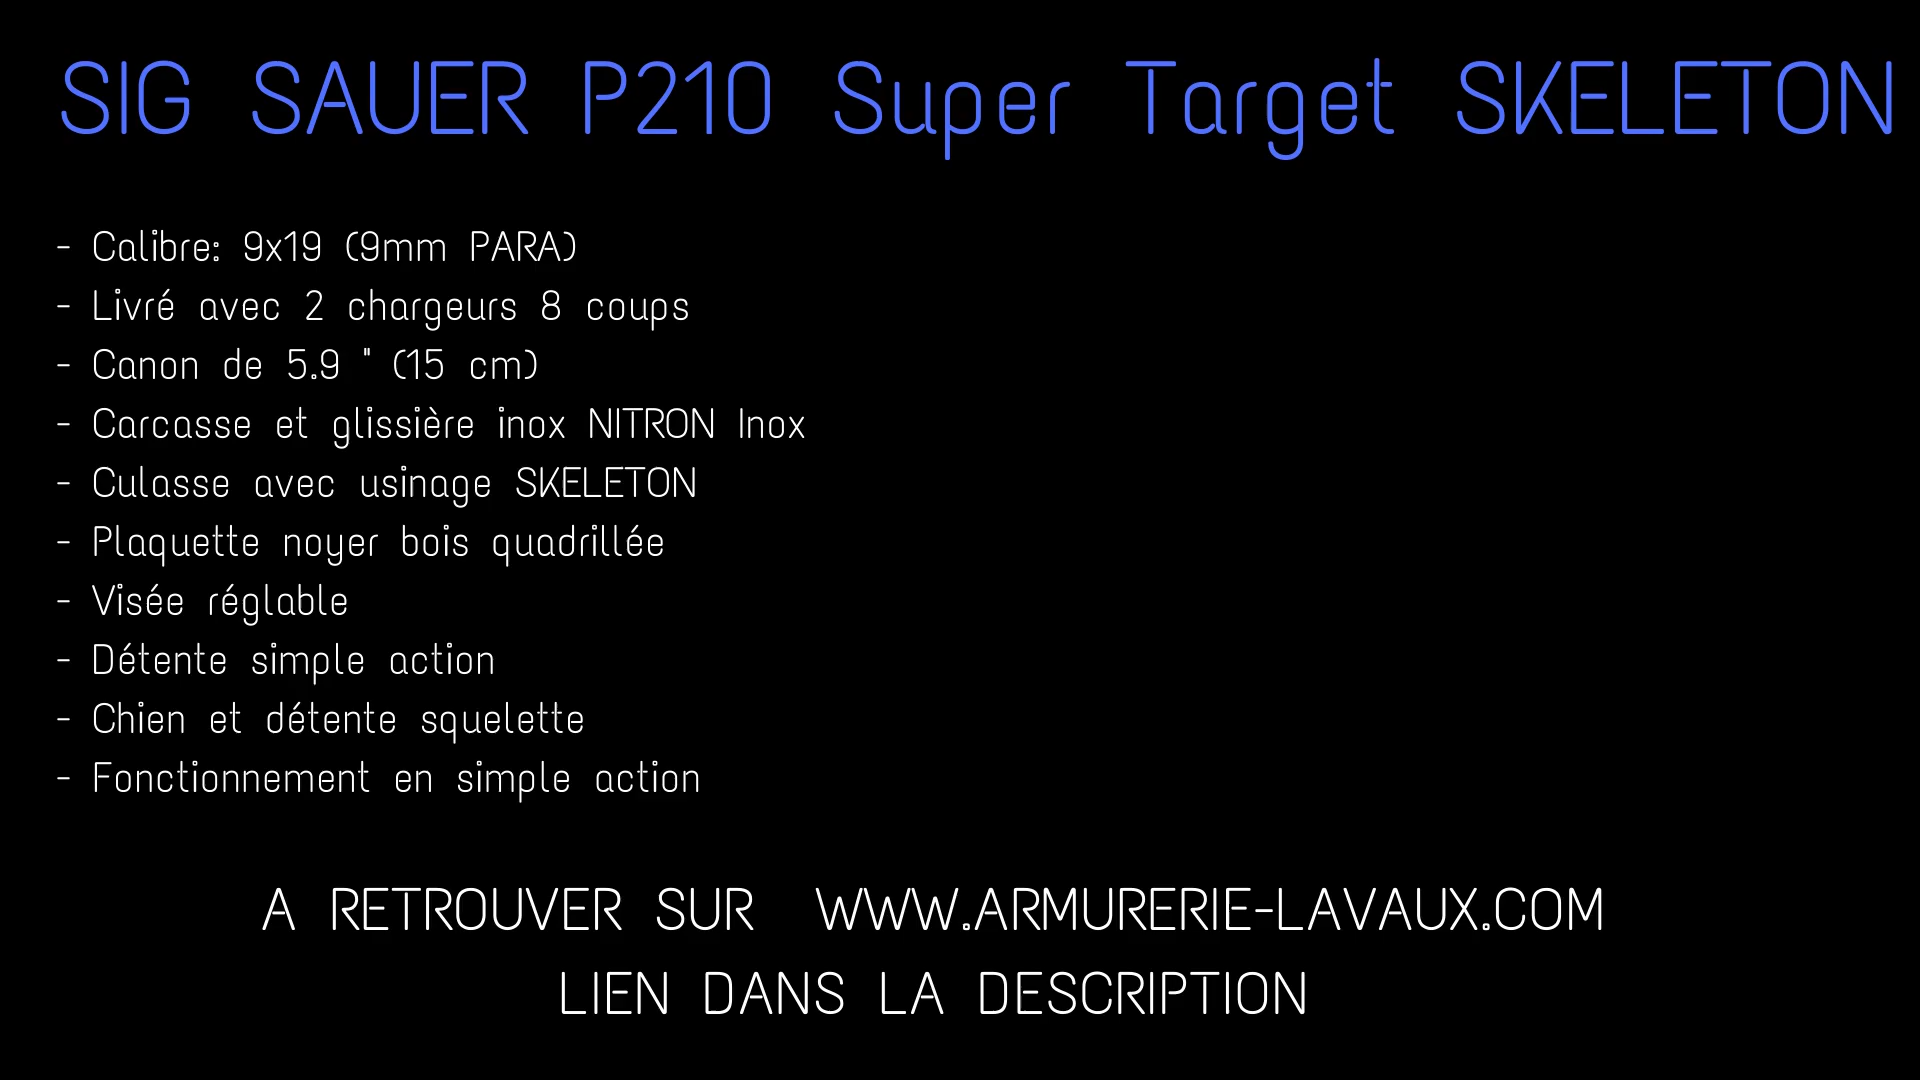 SIG SAUER P210 Super Target SKELETON
- Calibre: 9x19 (9mm PARA)
- Livré avec 2 chargeurs 8 coups
- Canon de 5.9 " (15 cm)
- Carcasse et glissière inox NITRON Inox
- Culasse avec usinage SKELETON
- Plaquette noyer bois quadrillée
- Visée réglable
- Détente simple action
- Chien et détente squelette
- Fonctionnement en simple action
A RETROUVER SUR WWW.ARMURERIE-LAVAUX.COM
LIEN DANS LA DESCRIPTION